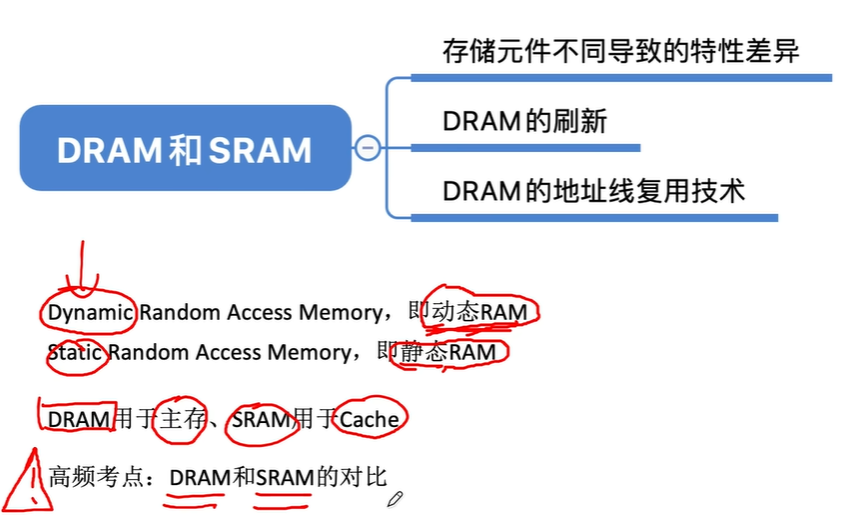 存储元件不同导致的特性差异
DRAM和SRAM
DRAM的刷新
DRAM的地址线复用技术
Dynamic Random Access Memory，即动态RAM
Static Random Access Memory，即静态RAM
DRAM用于主存、SRAM用于Cache
高频考点：DRAM和SRAM的对比